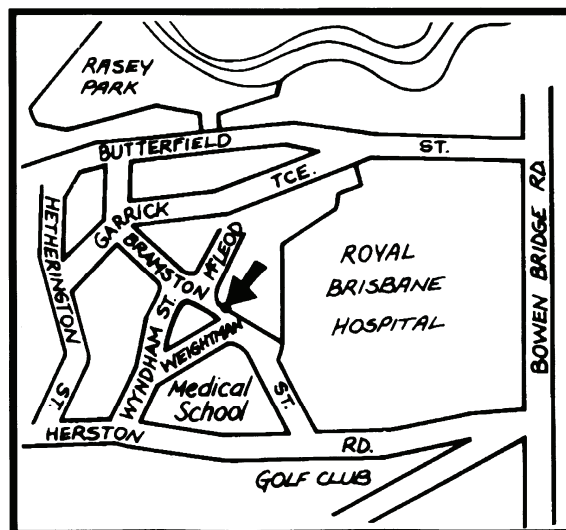 RASEY
PARK
BUTTERFIELD
ST.
TCE.
GARRICK
HETHERINGTON
ST.
BRAMSTON
McLEOD
WYNDHAM ST.
WEIGHTMAN
ST.
ROYAL
BRISBANE
HOSPITAL
BOWEN BRIDGE RD.
Medical
School
HERSTON
RD.
GOLF CLUB